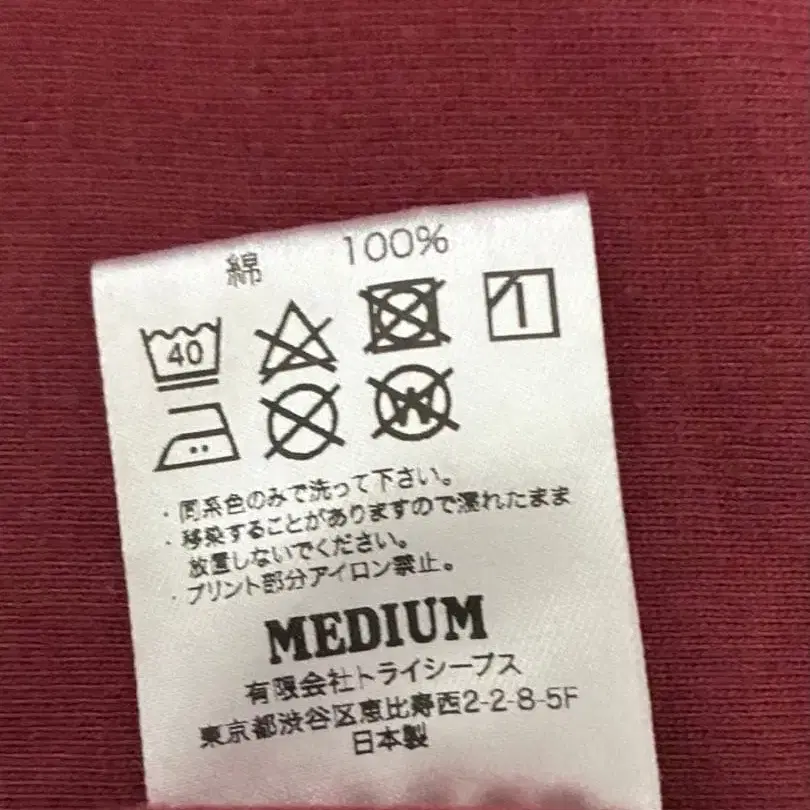 綿 100%
40
W
・同系色のみで洗って下さい。
・移染することがありますので濡れたまま
放置しないでください。
・プリント部分アイロン禁止。
MEDIUM
有限会社トライシープス
東京都渋谷区恵比寿西2-2-8-5F
日本製